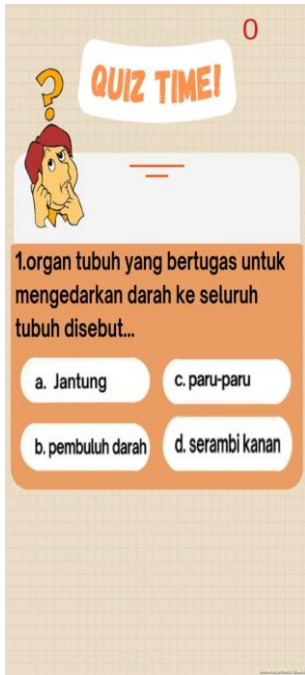 0
?
QUIZ TIME!
1.organ tubuh yang bertugas untuk
mengedarkan darah ke seluruh
tubuh disebut...
a. Jantung
c. paru-paru
b. pembuluh darah
d. serambi kanan